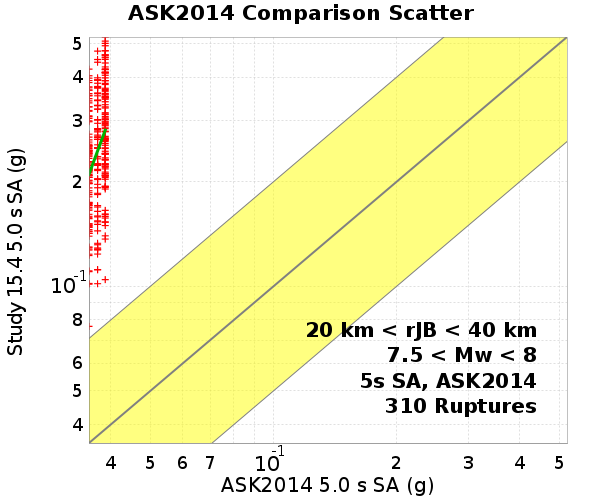 ASK2014 Comparison Scatter
Study 15.4 5.0 s SA (g)
5
4
3
2
10-1
8
6
5
4
20 km < rJB < 40 km
7.5 < Mw < 8
5s SA, ASK2014
310 Ruptures
4 5 6 7 10-1 2 3 4 5
ASK2014 5.0 s SA (g)